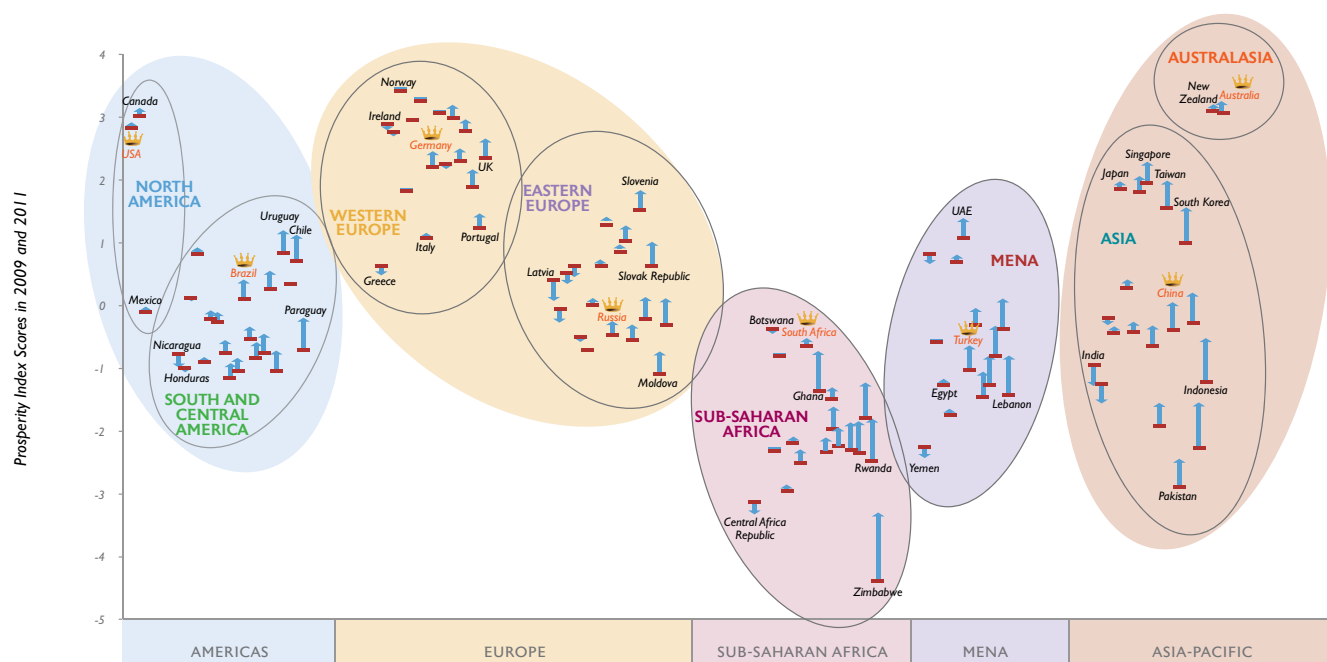 Prosperity Index Scores in 2009 and 2011
4
3
2
1
0
-1
-2
-3
-4
-5
Canada
USA
NORTH
AMERICA
Mexico
Uruguay
Chile
Brazil
Paraguay
Nicaragua
Honduras
SOUTH AND
CENTRAL
AMERICA
Norway
Ireland
Germany
UK
WESTERN
EUROPE
Portugal
Italy
Greece
EASTERN
EUROPE
Slovenia
Latvia
Slovak Republic
Russia
Moldova
Botswana
South Africa
Ghana
SUB-SAHARAN
AFRICA
Rwanda
Central Africa
Republic
Zimbabwe
UAE
MENA
Turkey
Egypt
Lebanon
Yemen
AUSTRALASIA
New
Zealand
Australia
Singapore
Japan
Taiwan
South Korea
ASIA
China
India
Indonesia
Pakistan
AMERICAS
EUROPE
SUB-SAHARAN AFRICA
MENA
ASIA-PACIFIC